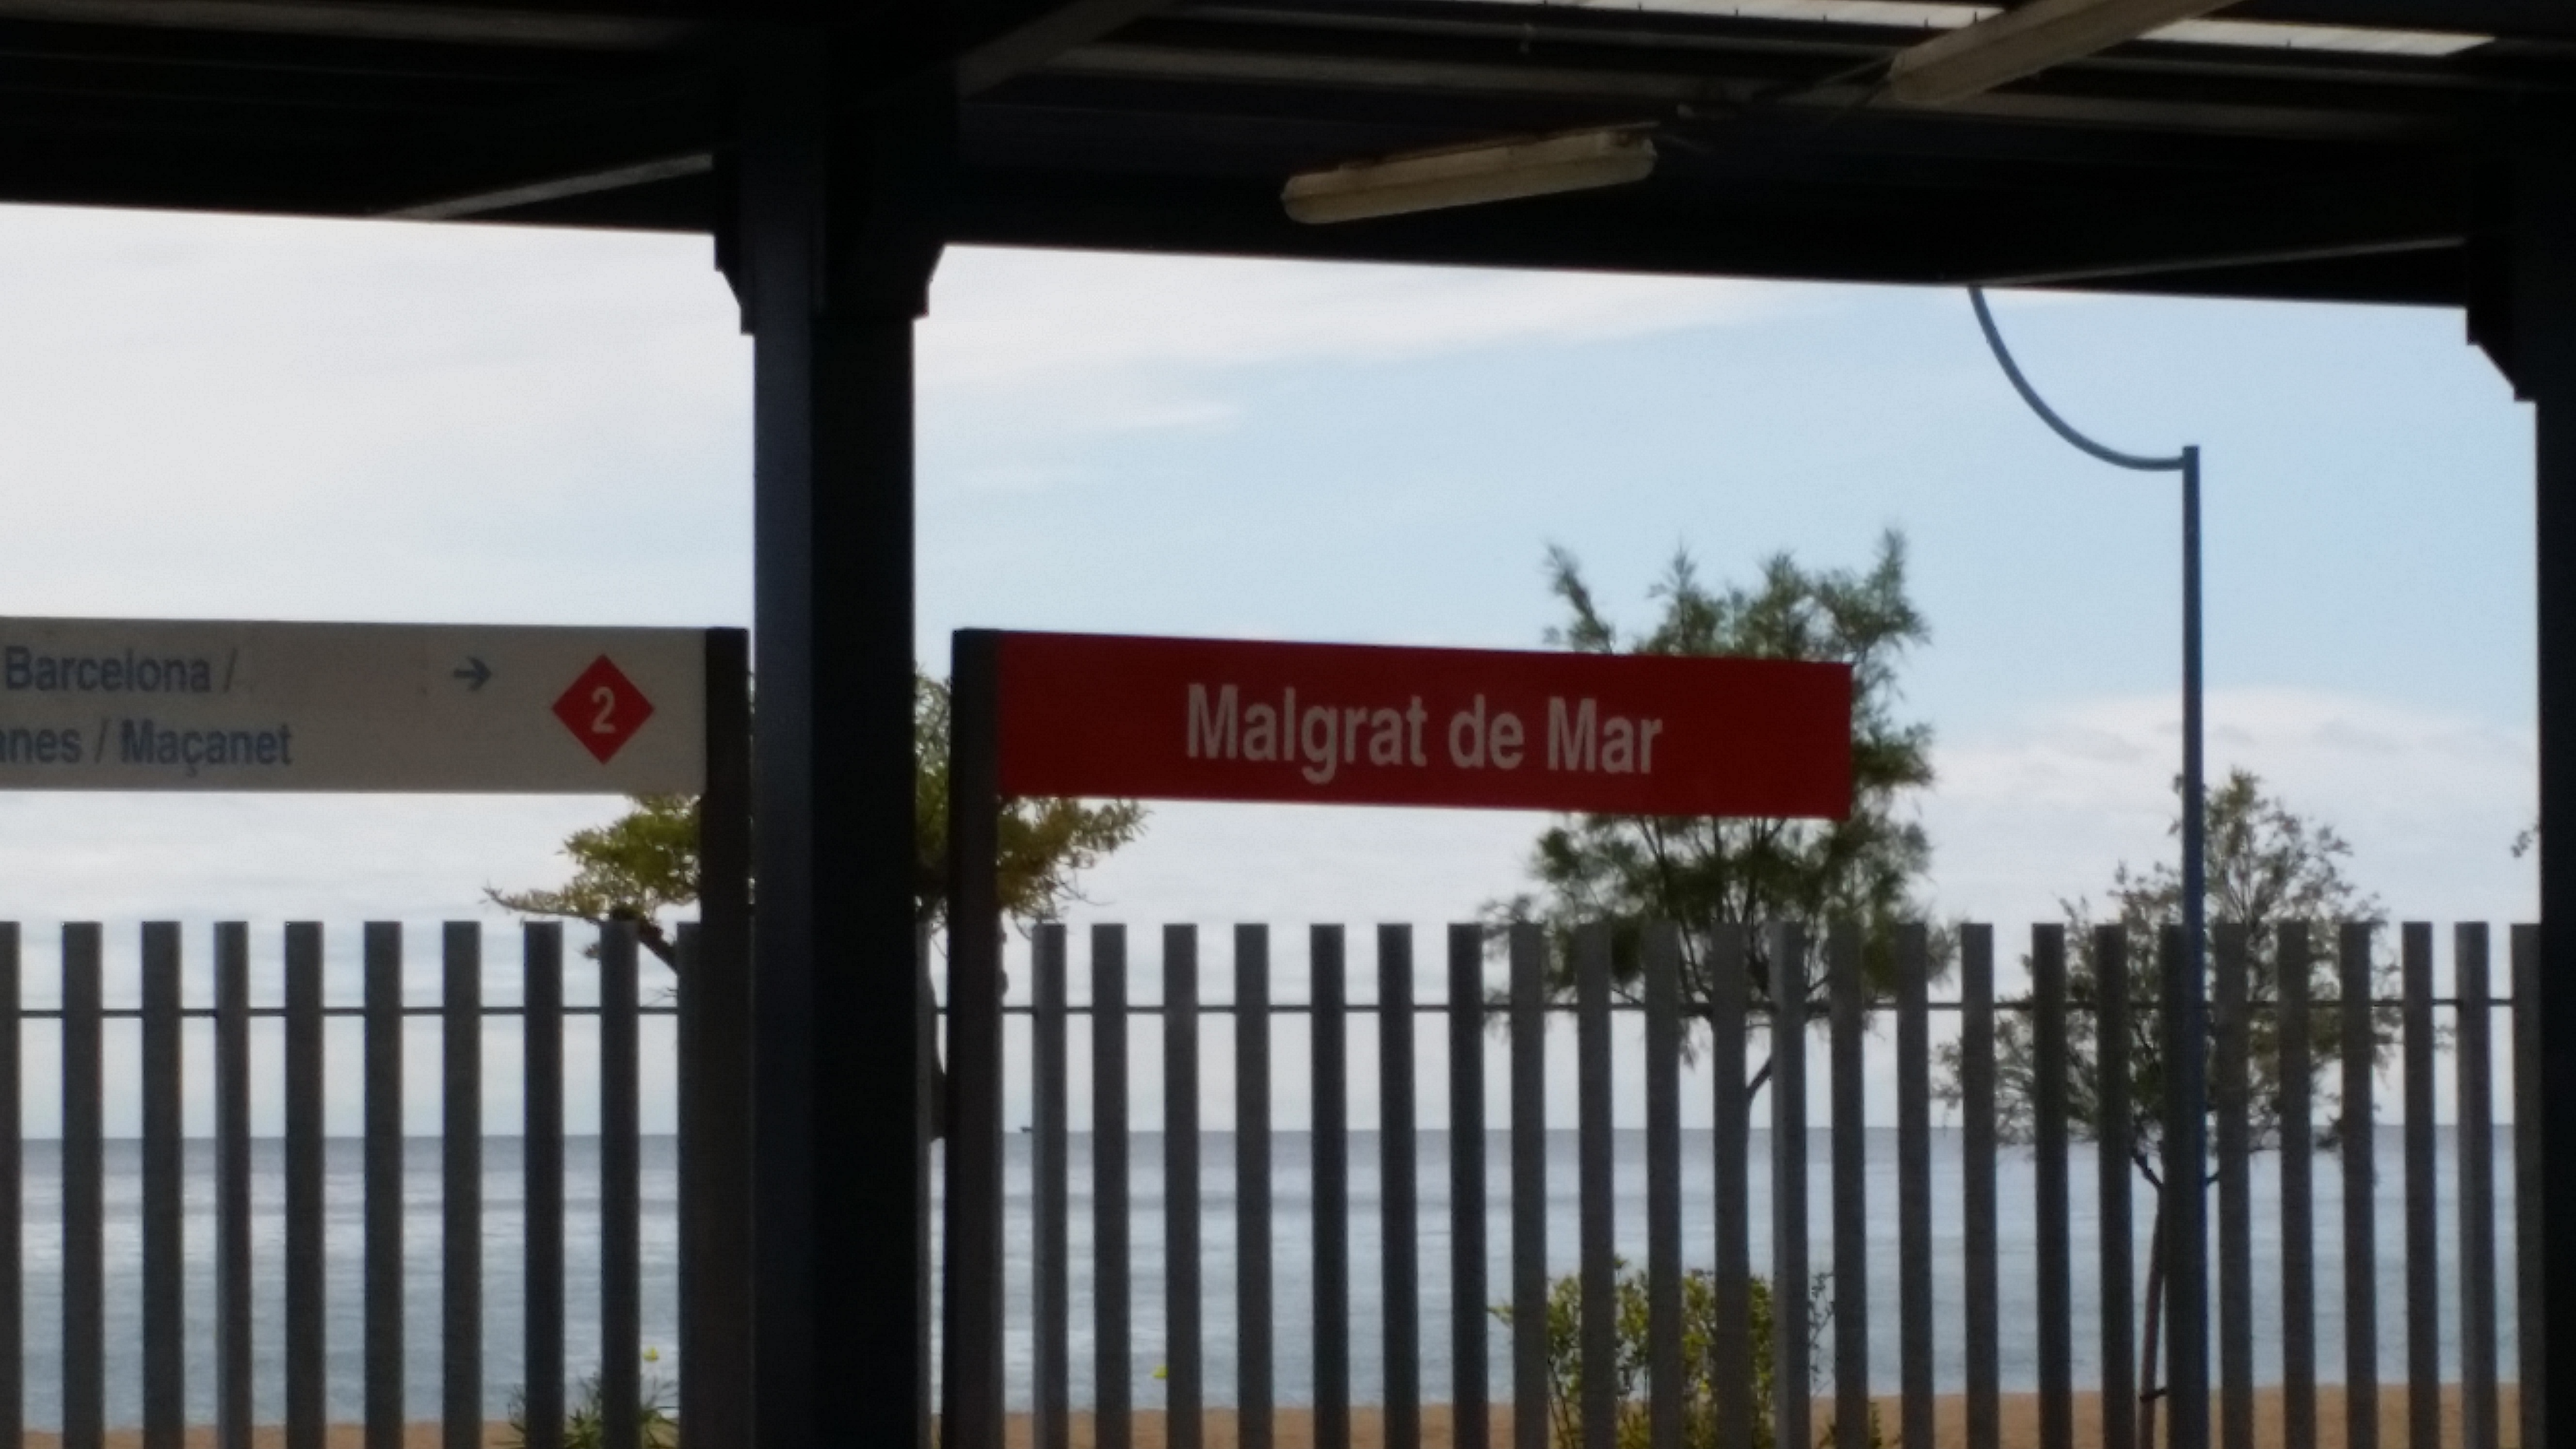 Barcelona / →
anes / Maçanet
2
Malgrat de Mar